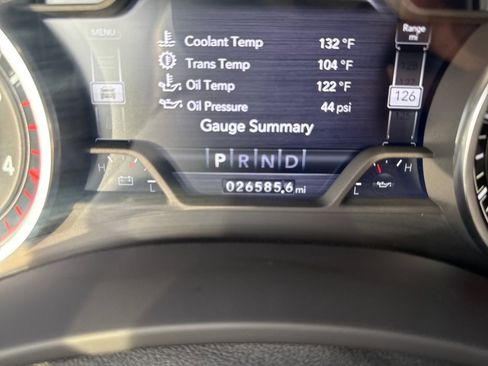 MENU
Range
mi
Coolant Temp 132 °F
Trans Temp 104 °F
Oil Temp 122 °F
126
Oil Pressure 44 psi
Gauge Summary
P R N D
4
H L H L
026585.6 mi